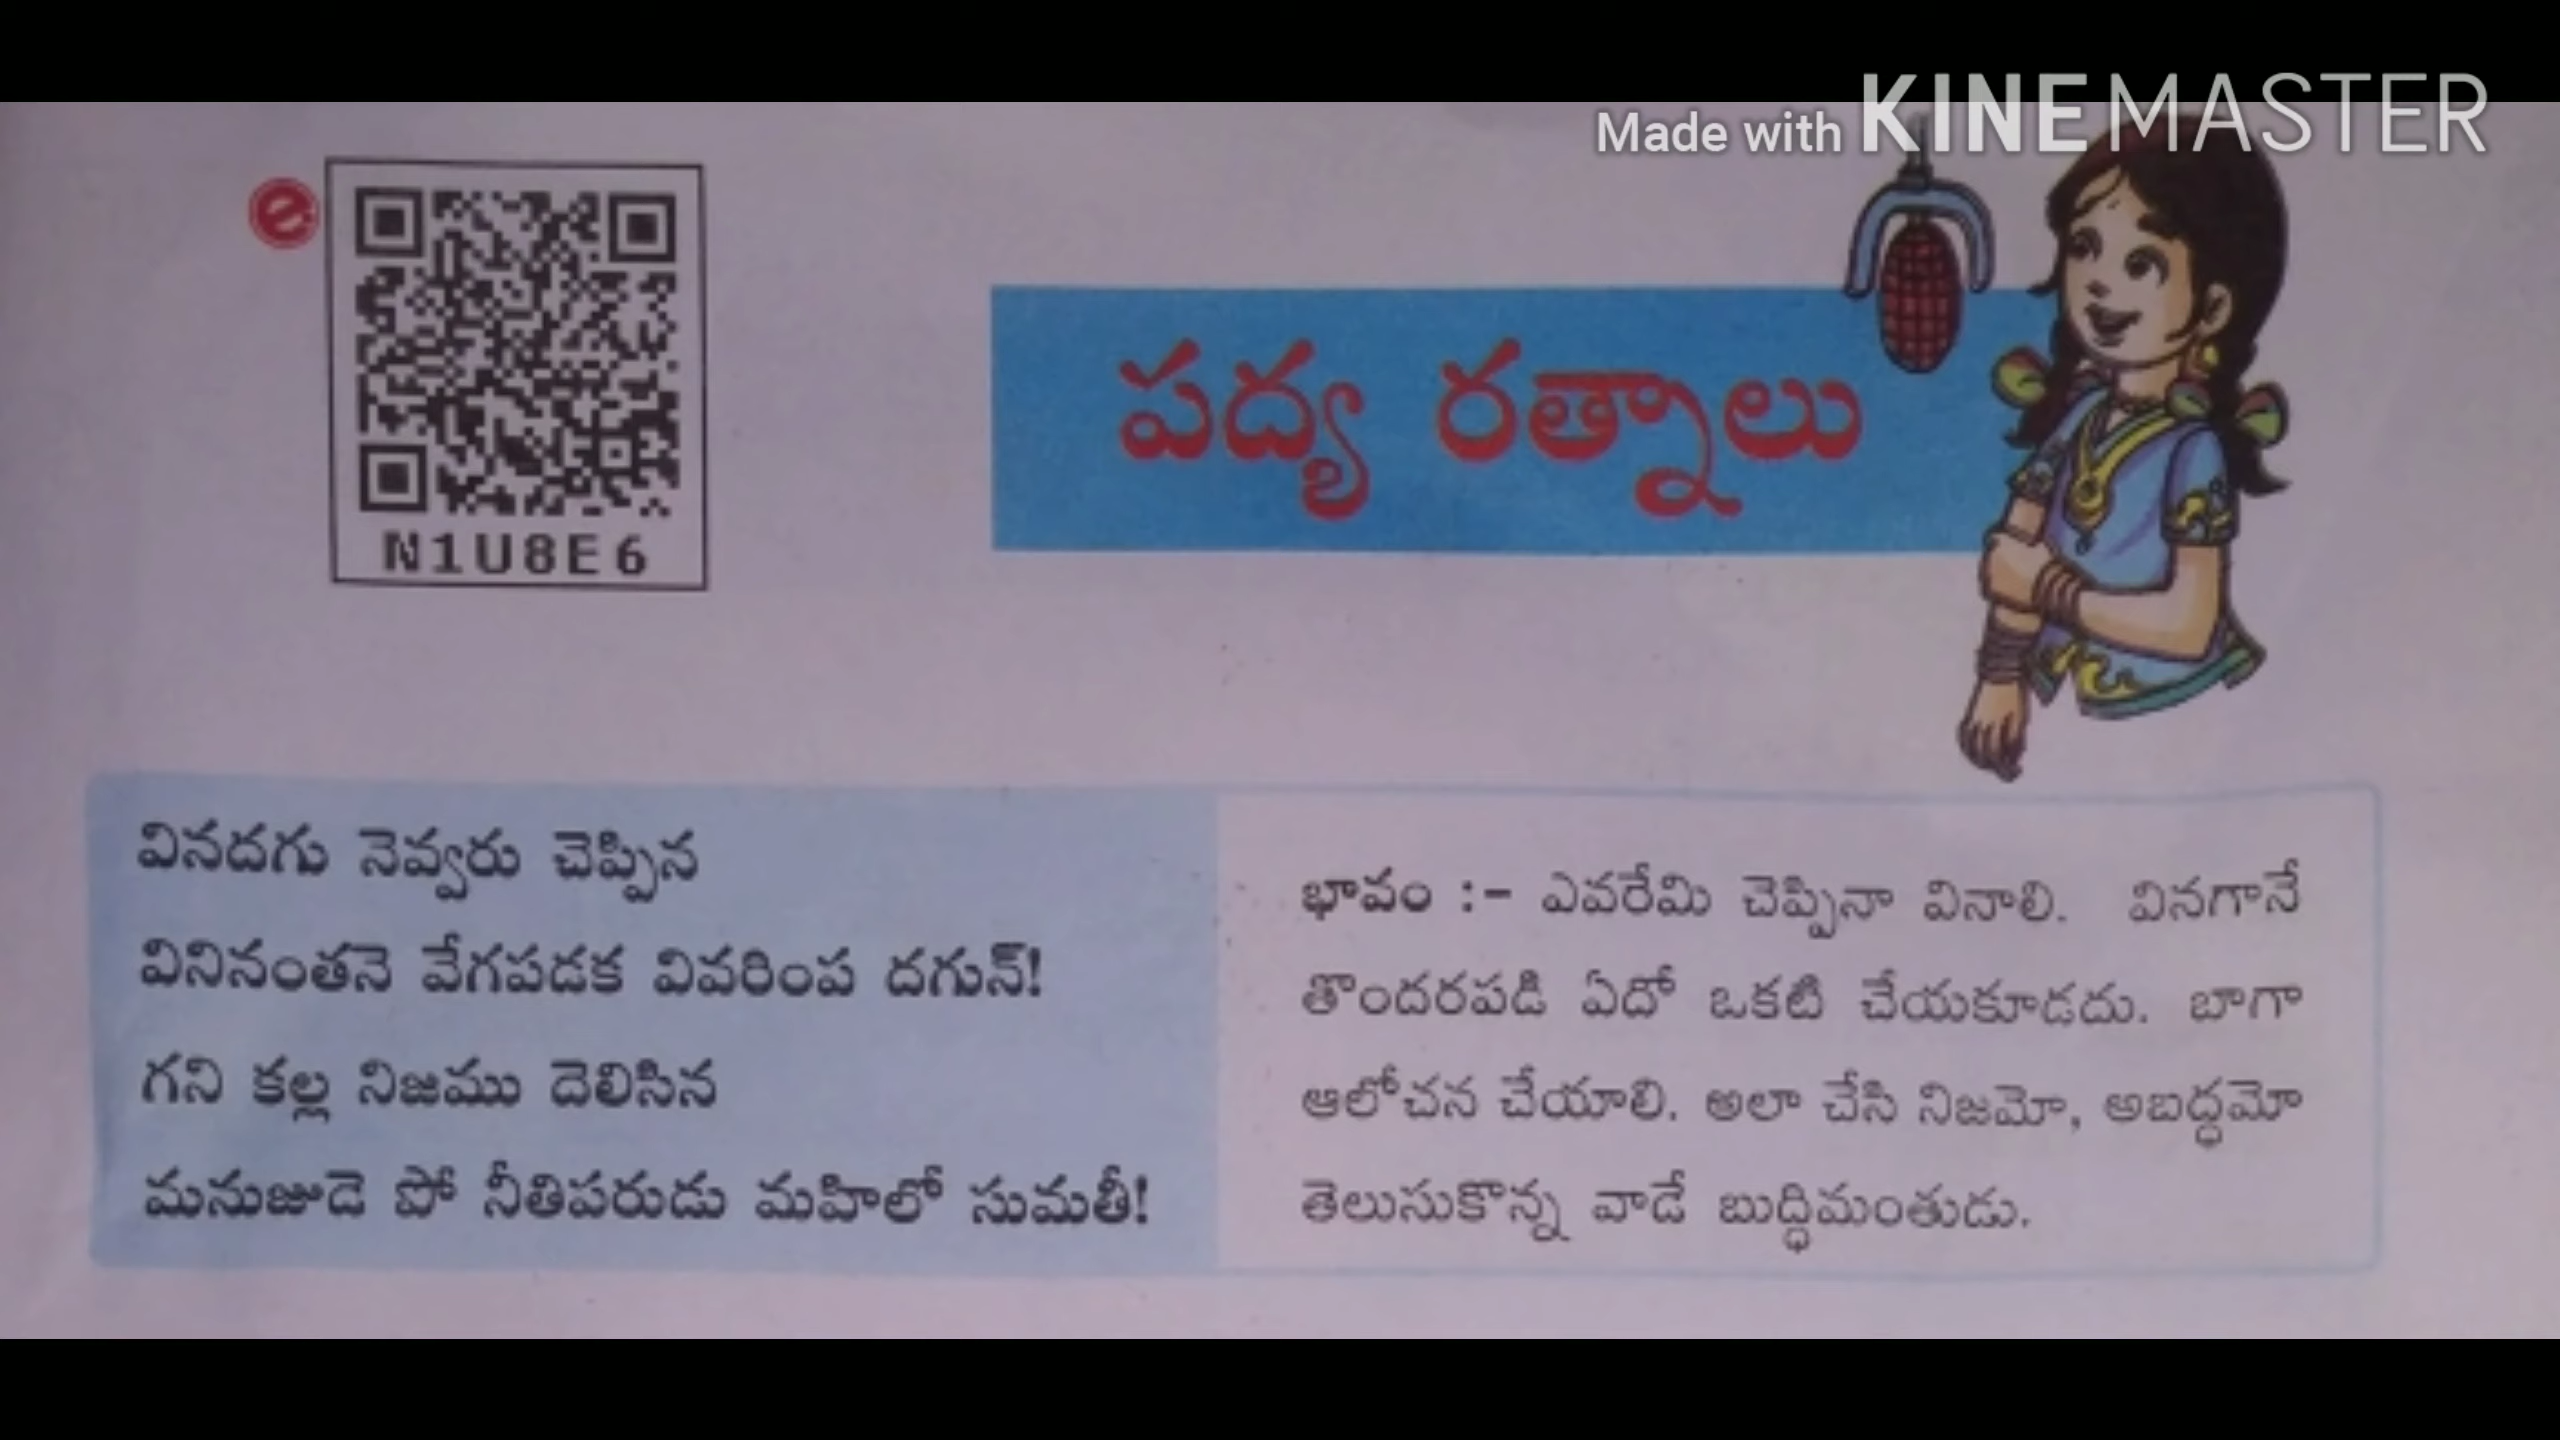 Made with KINEMASTER
e
N1U8E6
పద్య రత్నాలు
వినదగు నెవ్వరు చెప్పిన
వినినంతనె వేగపడక వివరింప దగున్!
గని కల్ల నిజము దెలిసిన
మనుజుడె పో నీతిపరుడు మహిలో సుమతీ!
భావం :- ఎవరేమి చెప్పినా వినాలి. వినగానే
తొందరపడి ఏదో ఒకటి చేయకూడదు. బాగా
ఆలోచన చేయాలి. అలా చేసి నిజమో, అబద్ధమో
తెలుసుకొన్న వాడే బుద్ధిమంతుడు.